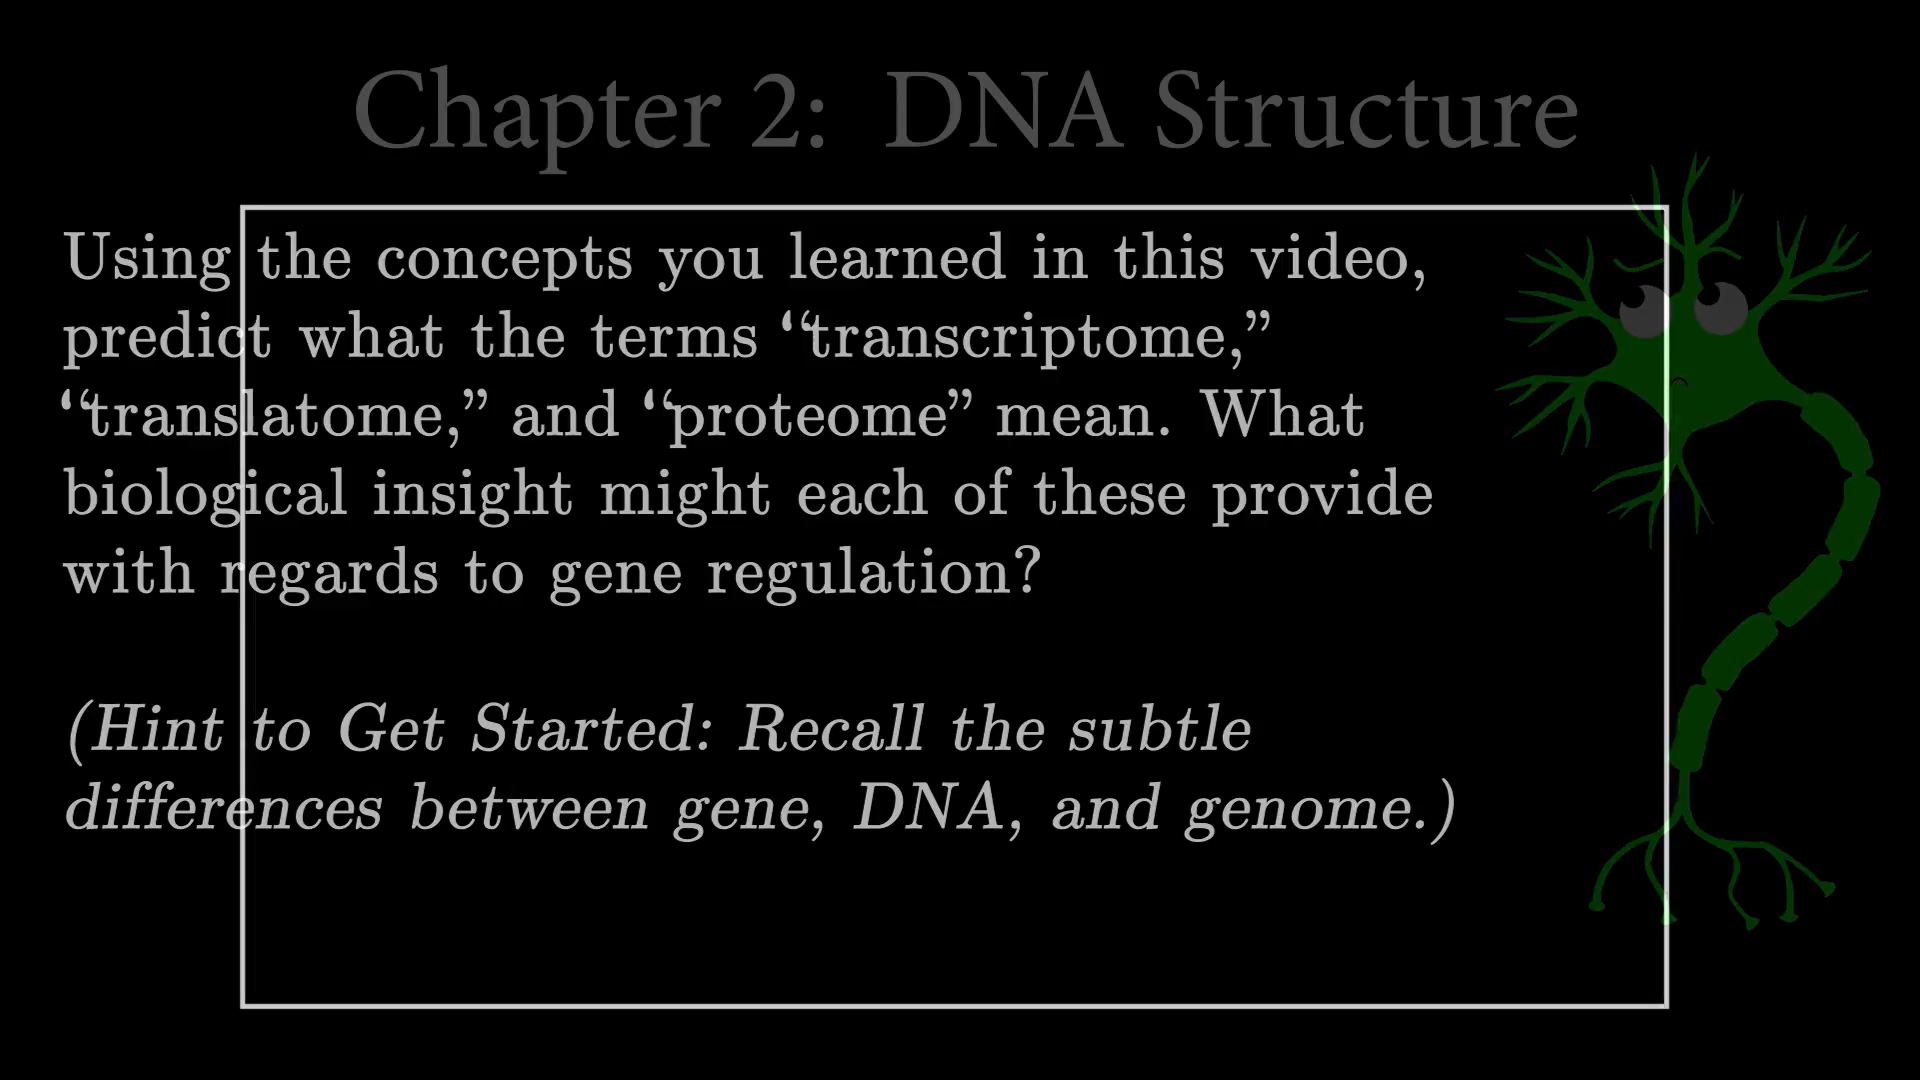 Chapter 2: DNA Structure
Using the concepts you learned in this video,
predict what the terms “transcriptome,”
“translatome,” and “proteome” mean. What
biological insight might each of these provide
with regards to gene regulation?
(Hint to Get Started: Recall the subtle
differences between gene, DNA, and genome.)